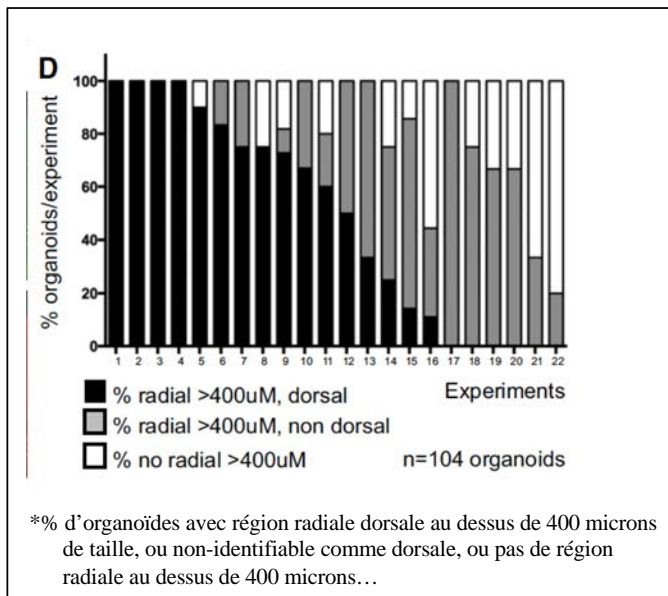 D
% organoids/experiment
100
80
60
40
20
0
1 2 3 4 5 6 7 8 9 10 11 12 13 14 15 16 17 18 19 20 21 22
% radial >400uM, dorsal Experiments
% radial >400uM, non dorsal
% no radial >400uM n=104 organoids
*% d’organoïdes avec région radiale dorsale au dessus de 400 microns
de taille, ou non-identifiable comme dorsale, ou pas de région
radiale au dessus de 400 microns…